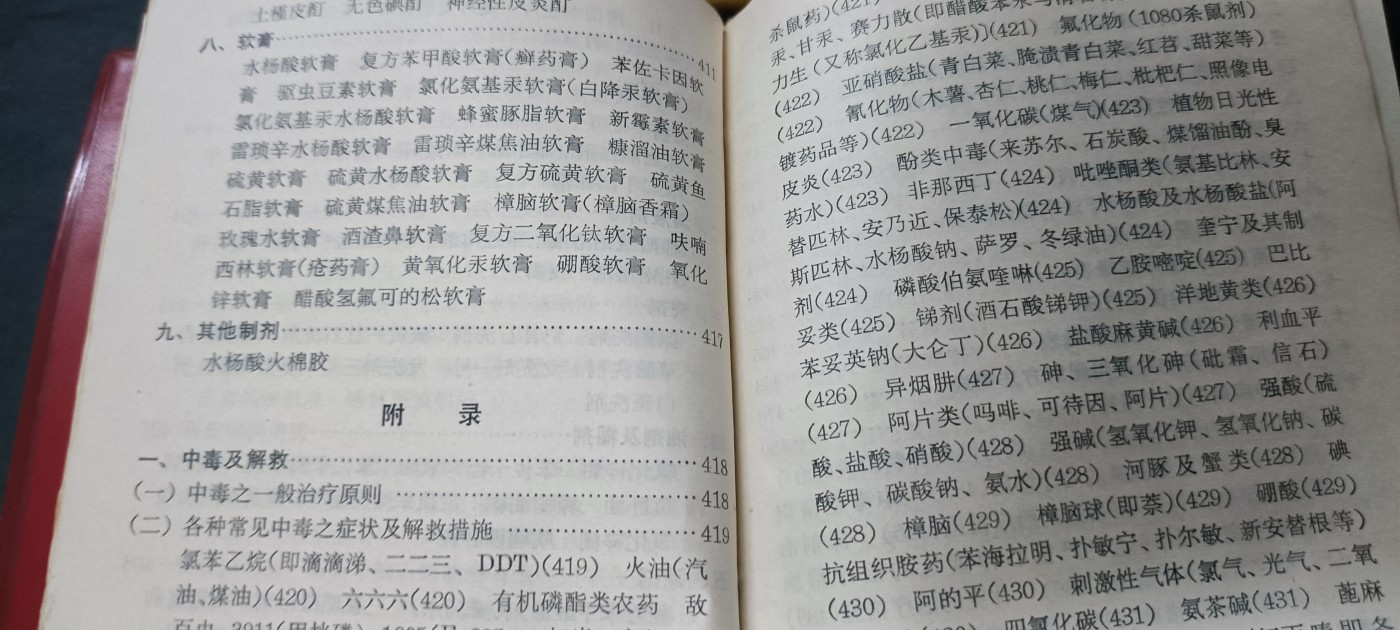 土槿皮酊 无色碘酊 神经性皮炎酊
八、软膏……411
水杨酸软膏 复方苯甲酸软膏(癣药膏) 苯佐卡因软
膏 驱虫豆素软膏 氯化氨基汞软膏(白降汞软膏)
氯化氨基汞水杨酸软膏 蜂蜜豚脂软膏 新霉素软膏
雷琐辛水杨酸软膏 雷琐辛煤焦油软膏 糠溜油软膏
硫黄软膏 硫黄水杨酸软膏 复方硫黄软膏 硫黄鱼
石脂软膏 硫黄煤焦油软膏 樟脑软膏(樟脑香霜)
玫瑰水软膏 酒渣鼻软膏 复方二氧化钛软膏 呋喃
西林软膏(疮药膏) 黄氧化汞软膏 硼酸软膏 氧化
锌软膏 醋酸氢氟可的松软膏
九、其他制剂……417
水杨酸火棉胶
附 录
一、中毒及解救……418
(一)中毒之一般治疗原则……418
(二)各种常见中毒之症状及解救措施……419
氯苯乙烷(即滴滴涕、二二三、DDT)(419) 火油(汽
油、煤油)(420) 六六六(420) 有机磷酯类农药 敌
杀鼠药)(421)
汞、甘汞、赛力散(即醋酸苯汞
力生(又称氯化乙基汞)](421) 氟化物(1080杀鼠剂)
(422) 亚硝酸盐(青白菜、腌渍青白菜、红苕、甜菜等)
(422) 氰化物(木薯、杏仁、桃仁、梅仁、枇杷仁、照像电
镀药品等)(422) 一氧化碳(煤气)(423) 植物日光性
皮炎(423) 酚类中毒(来苏尔、石炭酸、煤馏油酚、臭
药水)(423) 非那西丁(424) 吡唑酮类(氨基比林、安
替匹林、安乃近、保泰松)(424) 水杨酸及水杨酸盐(阿
斯匹林、水杨酸钠、萨罗、冬绿油)(424) 奎宁及其制
剂(424) 磷酸伯氨喹啉(425) 乙胺嘧啶(425) 巴比
妥类(425) 锑剂(酒石酸锑钾)(425) 洋地黄类(426)
苯妥英钠(大仑丁)(426) 盐酸麻黄碱(426) 利血平
(426) 异烟肼(427) 砷、三氧化砷(砒霜、信石)
(427) 阿片类(吗啡、可待因、阿片)(427) 强酸(硫
酸、盐酸、硝酸)(428) 强碱(氢氧化钾、氢氧化钠、碳
酸钾、碳酸钠、氨水)(428) 河豚及蟹类(428) 碘
(428) 樟脑(429) 樟脑球(即萘)(429) 硼酸(429)
抗组织胺药(苯海拉明、扑敏宁、扑尔敏、新安替根等)
(430) 阿的平(430) 刺激性气体(氯气、光气、二氧
四氯化碳(431) 氨茶碱(431) 蓖麻